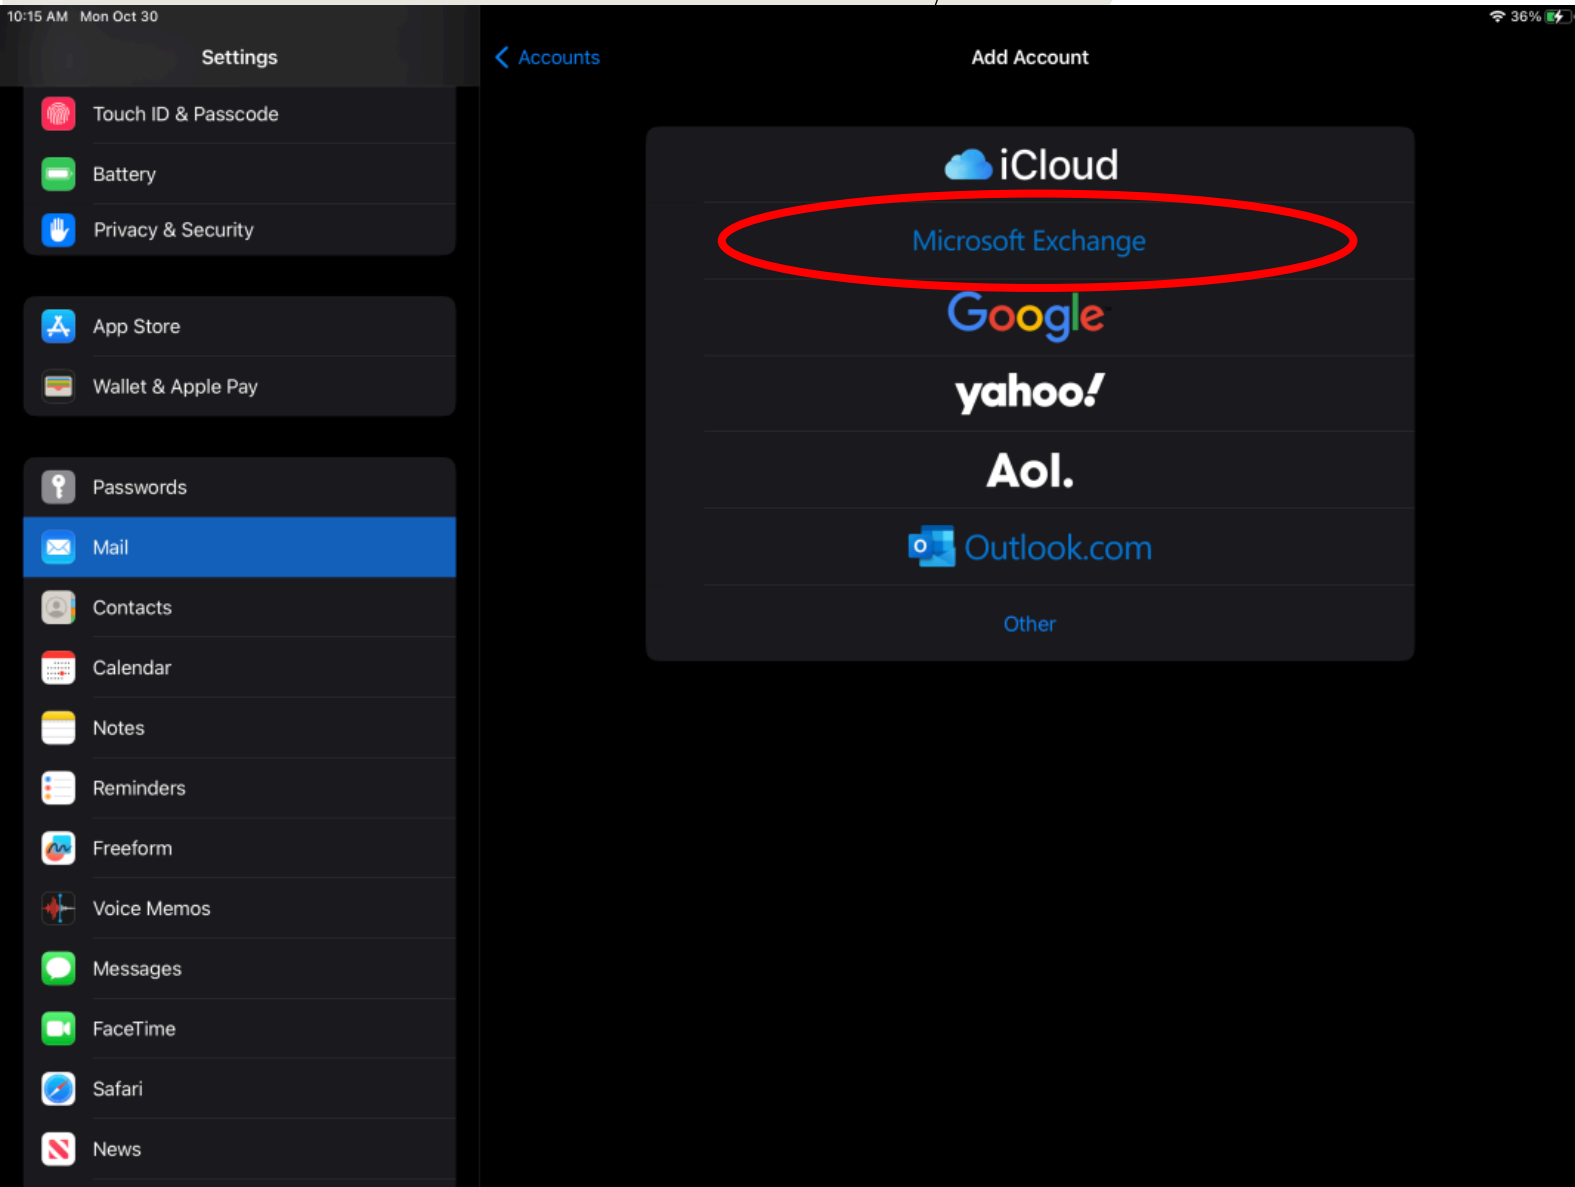 10:15 AM Mon Oct 30
36%
Settings
Touch ID & Passcode
Battery
Privacy & Security
App Store
Wallet & Apple Pay
Passwords
Mail
Contacts
Calendar
Notes
Reminders
Freeform
Voice Memos
Messages
FaceTime
Safari
News
Accounts
Add Account
iCloud
Microsoft Exchange
Google
yahoo!
Aol.
Outlook.com
Other